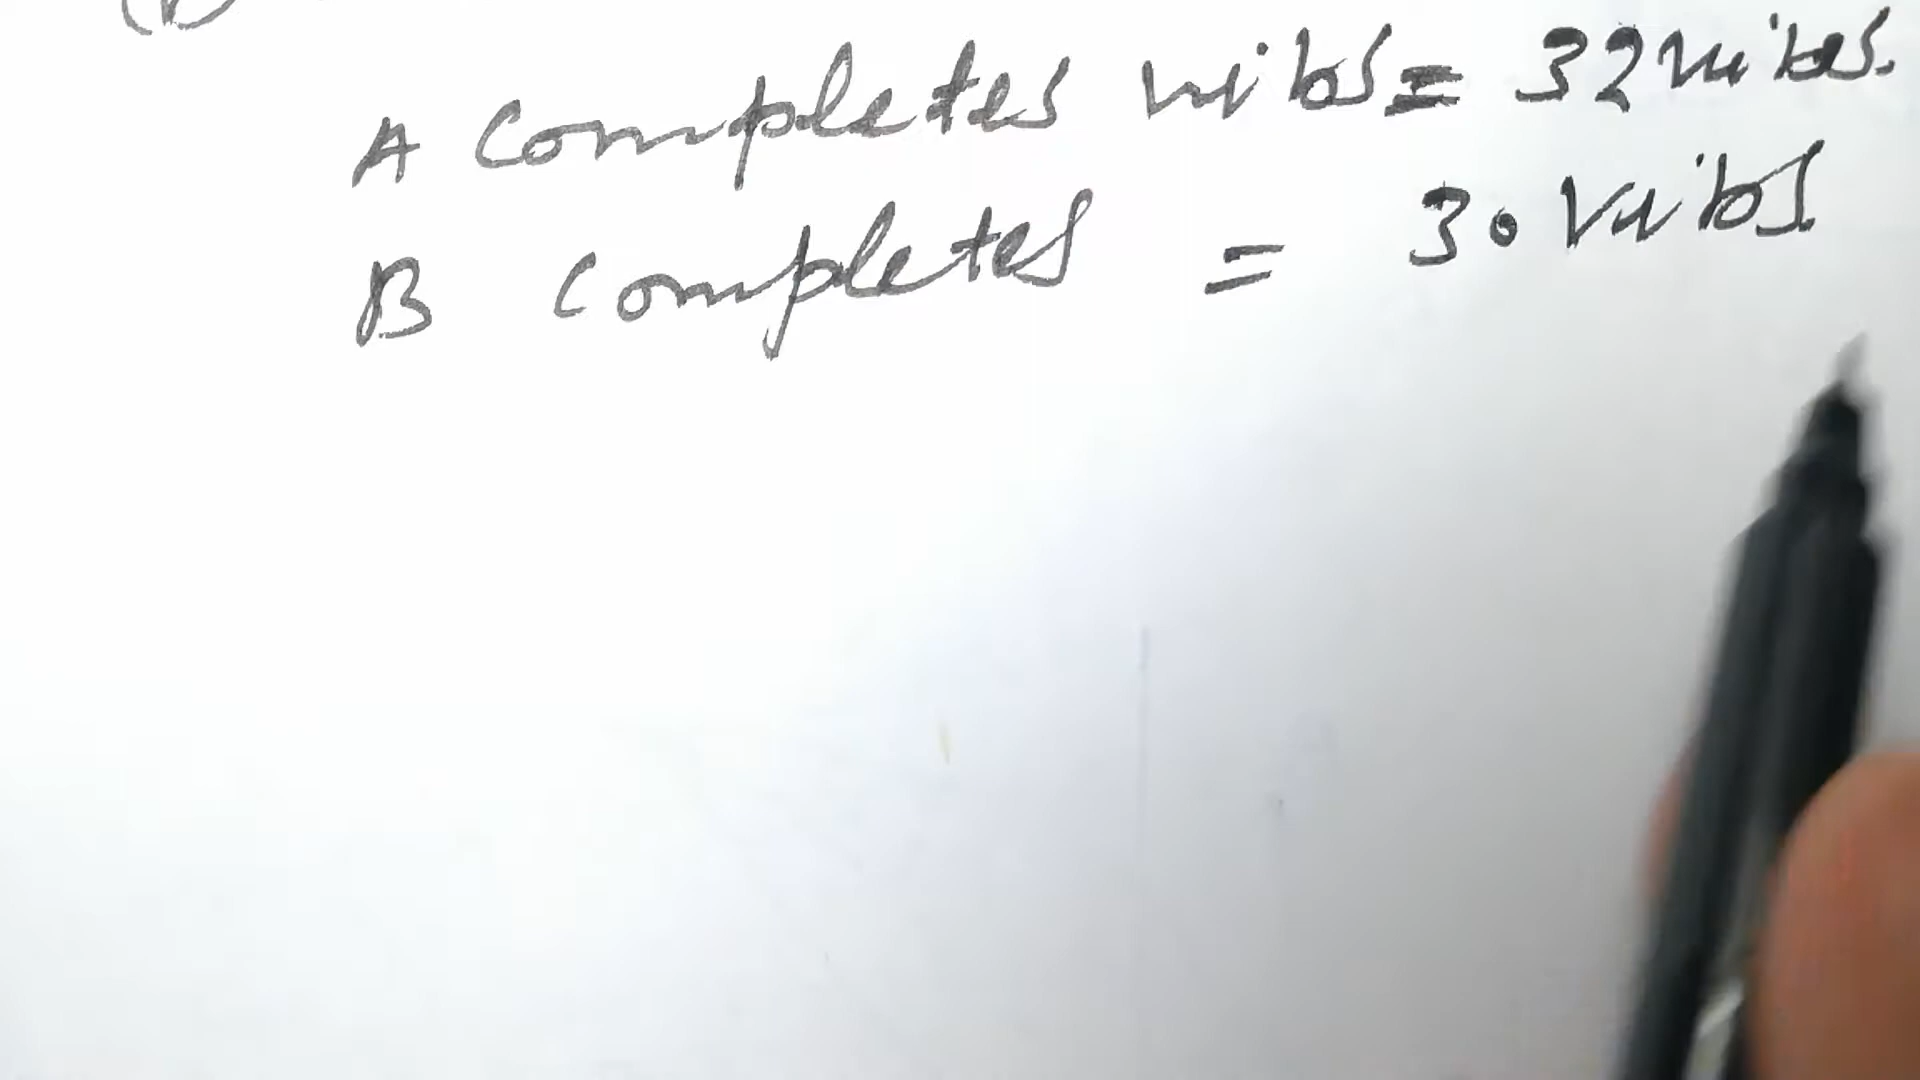 A completes vibs = 32 vibs.
B completes = 30 vibs